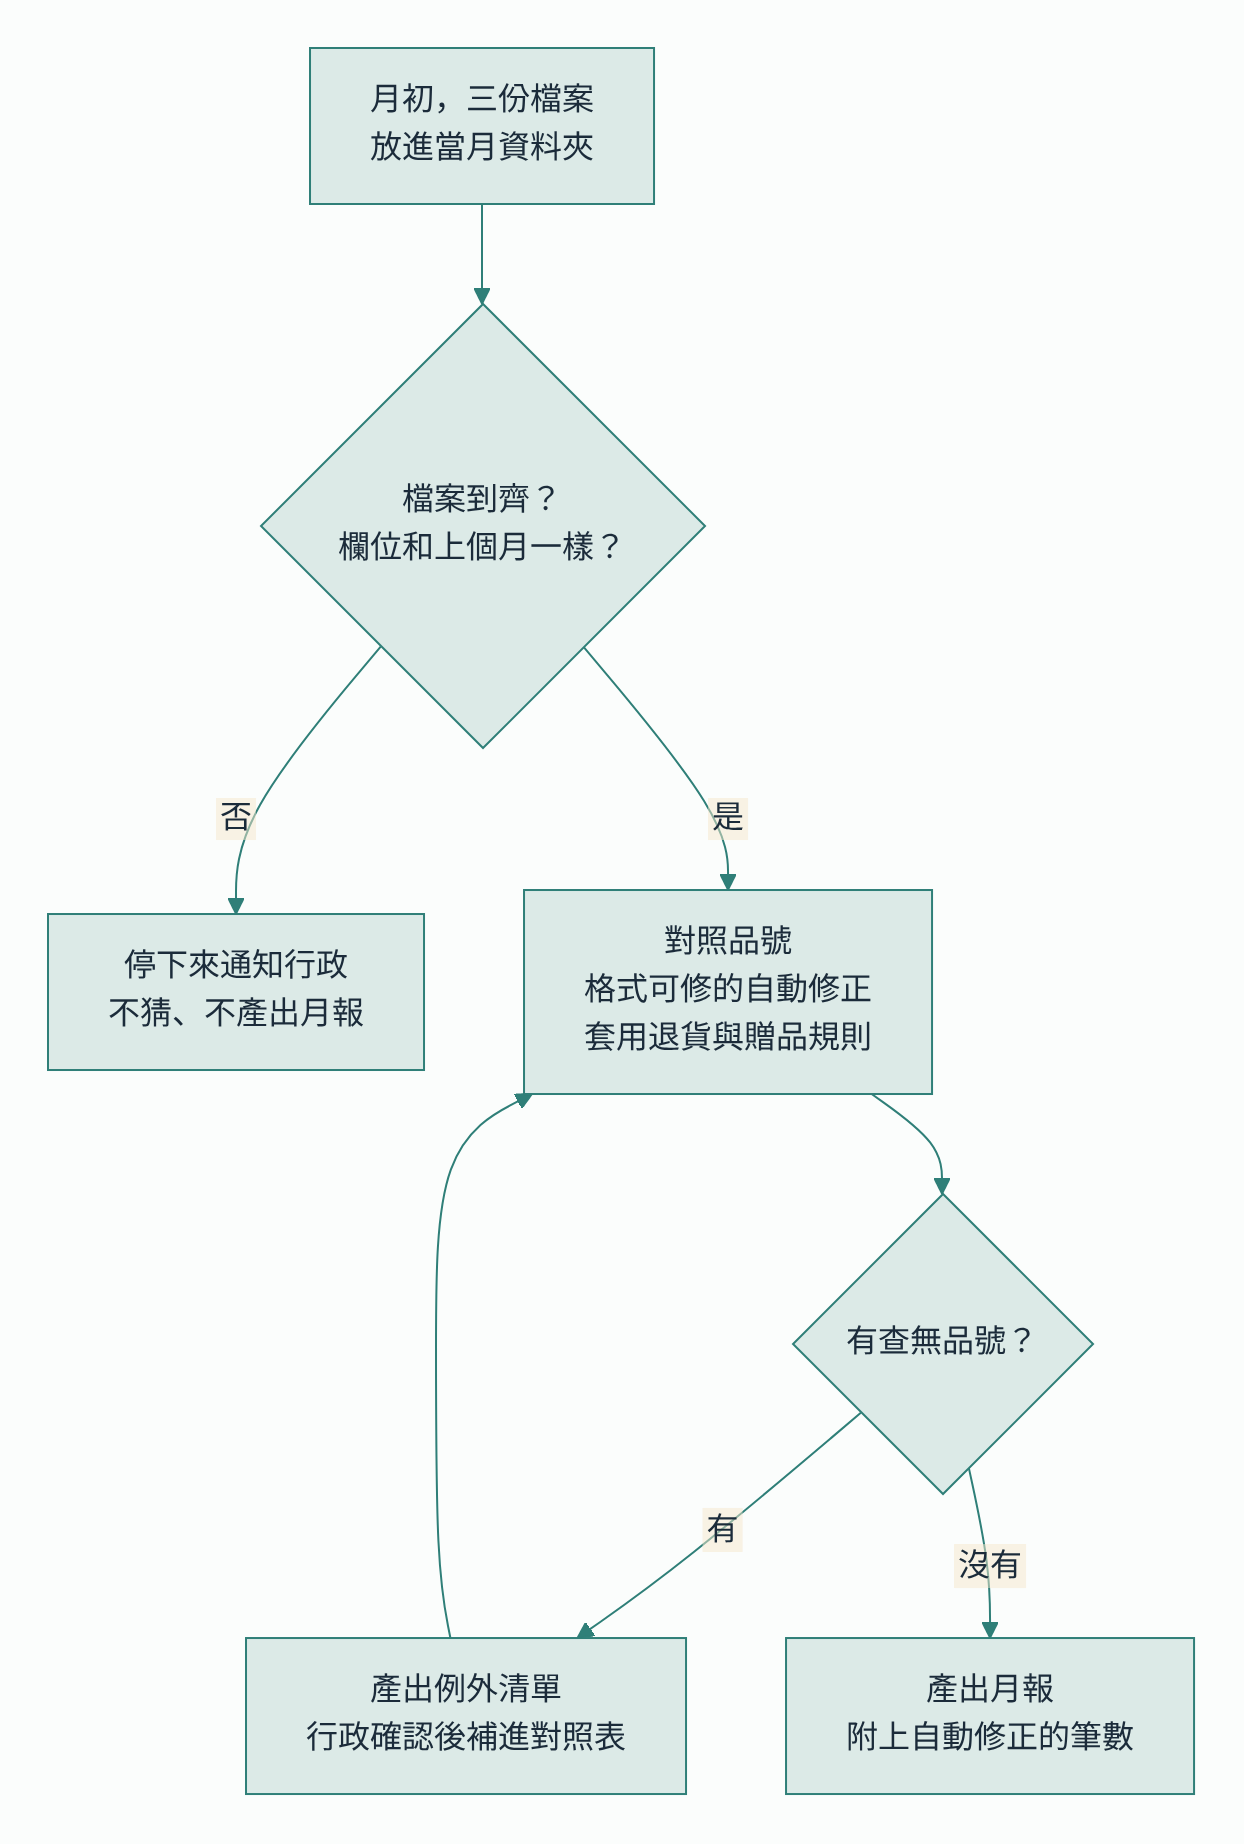 月初，三份檔案
放進當月資料夾
檔案到齊？
欄位和上個月一樣？
否
是
停下來通知行政
不猜、不產出月報
對照品號
格式可修的自動修正
套用退貨與贈品規則
有查無品號？
有
沒有
產出例外清單
行政確認後補進對照表
產出月報
附上自動修正的筆數